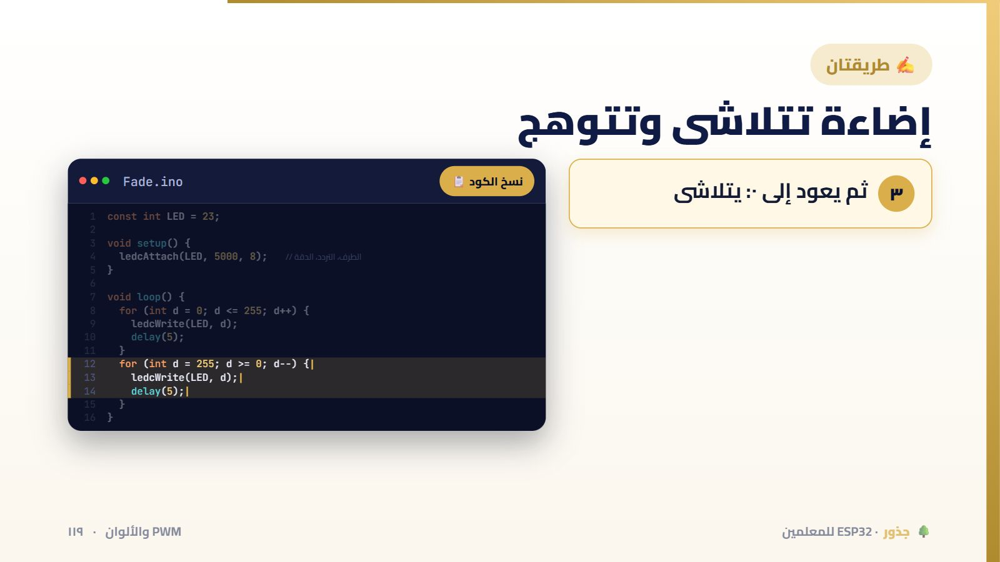 ✍️ طريقتان
إضاءة تتلاشى وتتوهج
٣ ثم يعود إلى ٠: يتلاشى
Fade.ino
نسخ الكود 📋
1 const int LED = 23;
2
3 void setup() {
4   ledcAttach(LED, 5000, 8);   // الطرف، التردد، الدقة
5 }
6
7 void loop() {
8   for (int d = 0; d <= 255; d++) {
9     ledcWrite(LED, d);
10     delay(5);
11   }
12   for (int d = 255; d >= 0; d--) {
13     ledcWrite(LED, d);
14     delay(5);
15   }
16 }
🌳 جذور · ESP32 للمعلمين
PWM والألوان · ١١٩